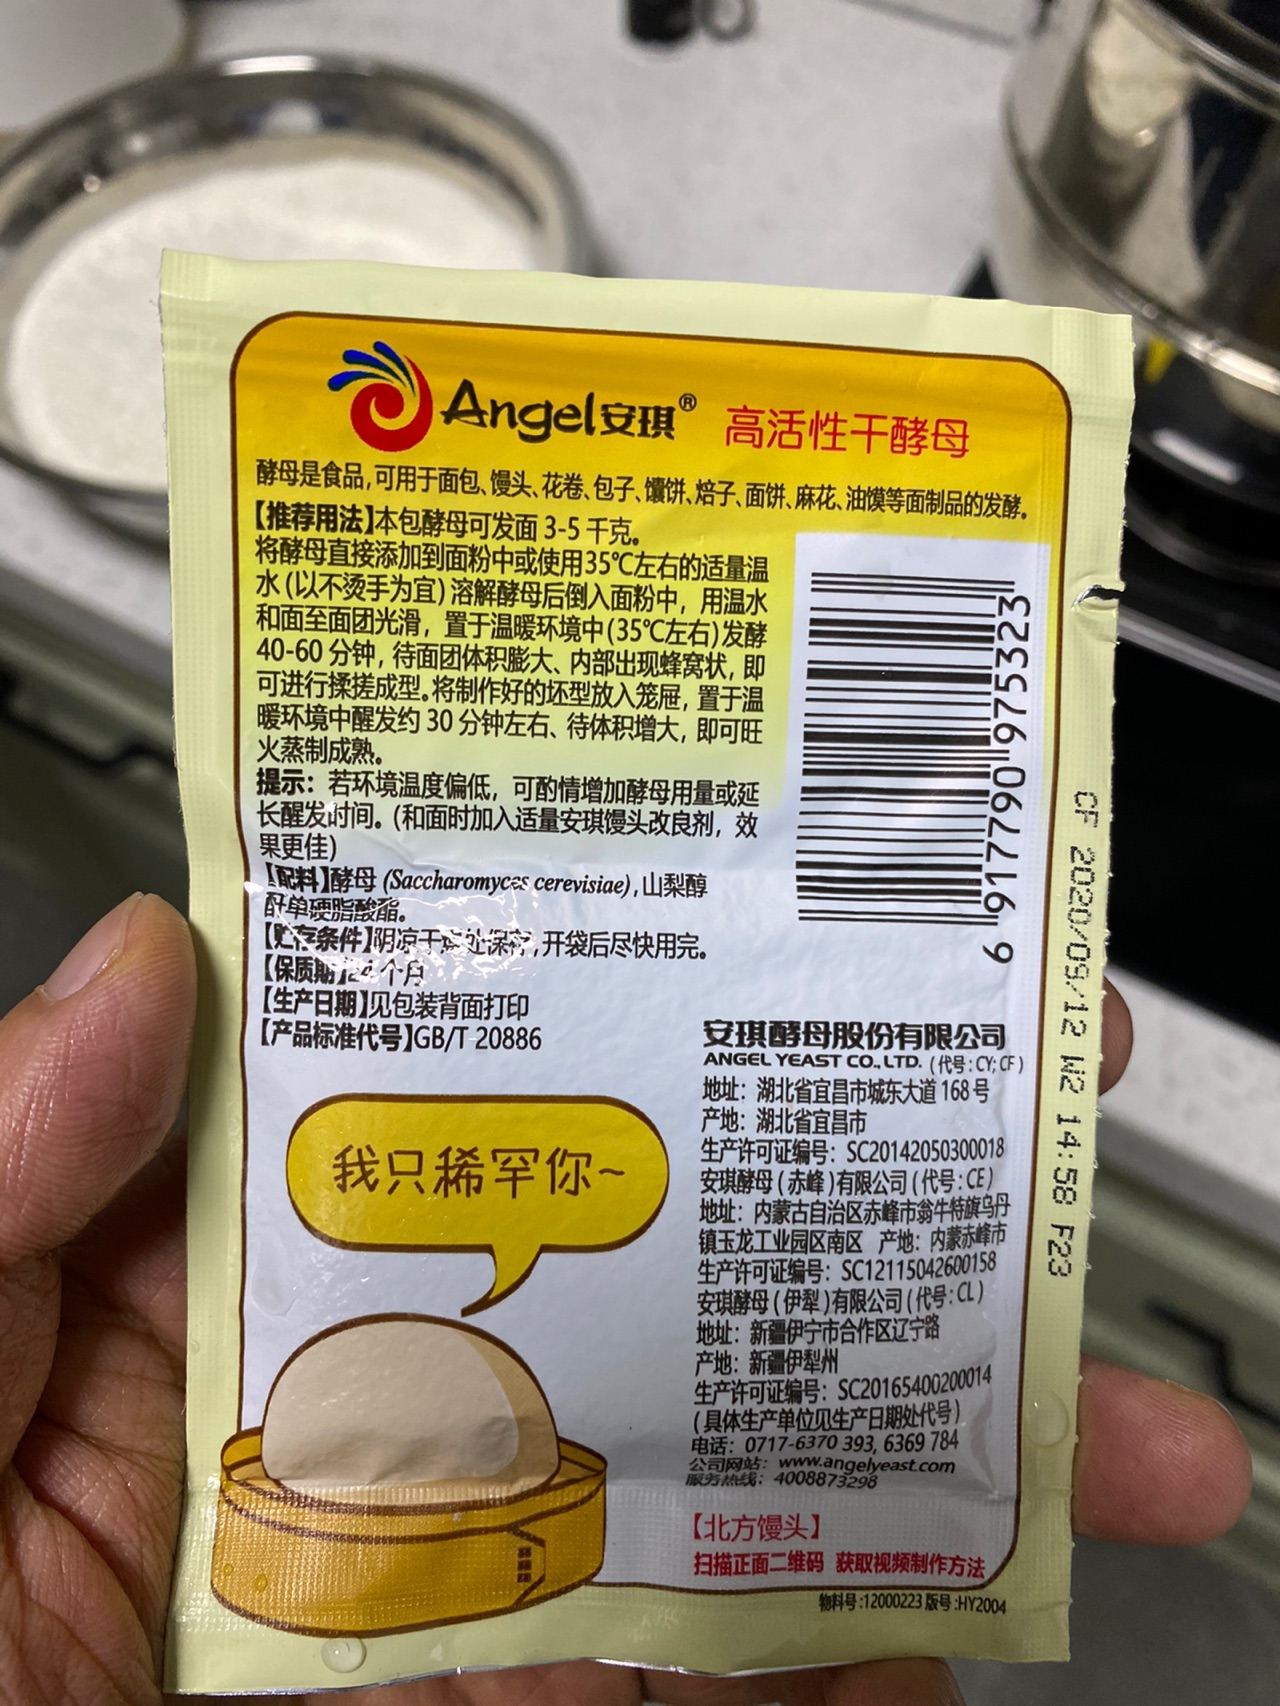 Angel安琪®
高活性干酵母
酵母是食品,可用于面包、馒头、花卷、包子、馕饼、焙子、面饼、麻花、油馍等面制品的发酵。
【推荐用法】本包酵母可发面 3-5 千克。
将酵母直接添加到面粉中或使用35℃左右的适量温
水(以不烫手为宜)溶解酵母后倒入面粉中，用温水
和面至面团光滑，置于温暖环境中(35℃左右)发酵
40-60 分钟，待面团体积膨大、内部出现蜂窝状，即
可进行揉搓成型。将制作好的坯型放入笼屉，置于温
暖环境中醒发约 30 分钟左右、待体积增大，即可旺
火蒸制成熟。
提示：若环境温度偏低，可酌情增加酵母用量或延
长醒发时间。(和面时加入适量安琪馒头改良剂，效
果更佳)
【配料】酵母 (Saccharomyces cerevisiae)，山梨醇
酐单硬脂酸酯。
【贮存条件】阴凉干燥处保存，开袋后尽快用完。
【保质期】24个月
【生产日期】见包装背面打印
【产品标准代号】GB/T 20886
我只稀罕你~
6 917790 975323
CF 2020/09/12 W2 14:58 F23
安琪酵母股份有限公司
ANGEL YEAST CO.,LTD. (代号:CY; CF)
地址：湖北省宜昌市城东大道 168 号
产地：湖北省宜昌市
生产许可证编号：SC20142050300018
安琪酵母(赤峰)有限公司(代号:CE)
地址：内蒙古自治区赤峰市翁牛特旗乌丹
镇玉龙工业园区南区 产地：内蒙赤峰市
生产许可证编号：SC12115042600158
安琪酵母(伊犁)有限公司(代号:CL)
地址：新疆伊宁市合作区辽宁路
产地：新疆伊犁州
生产许可证编号：SC20165400200014
(具体生产单位见生产日期处代号)
电话：0717-6370 393, 6369 784
公司网站：www.angelyeast.com
服务热线：4008873298
【北方馒头】
扫描正面二维码 获取视频制作方法
物料号:12000223 版号:HY2004